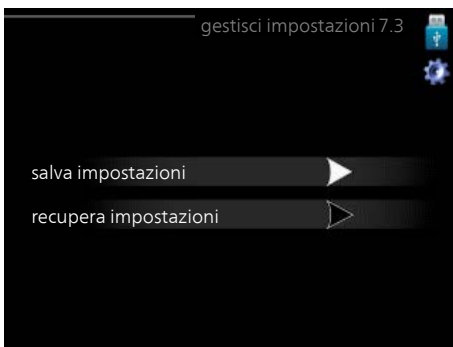 gestisci impostazioni 7.3
salva impostazioni
recupera impostazioni